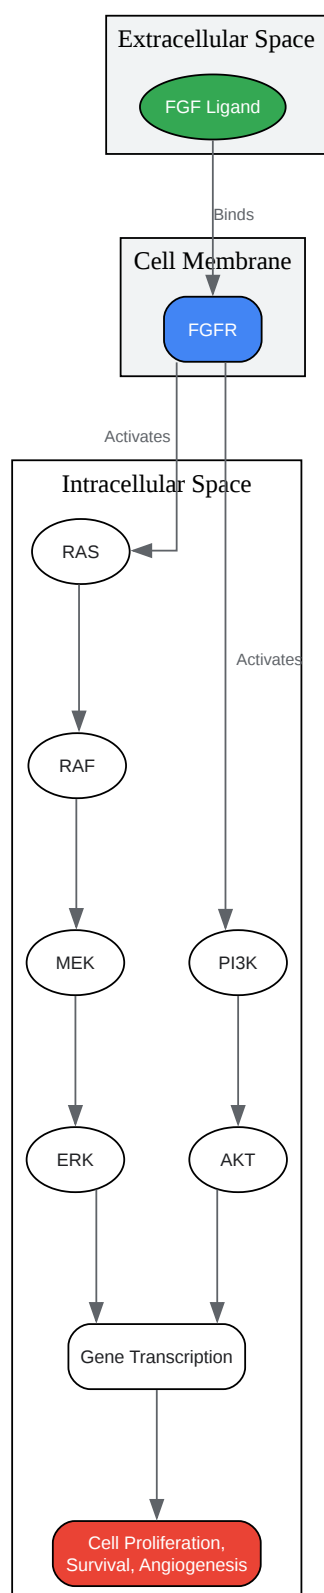 Extracellular Space
FGF Ligand
Binds
Cell Membrane
FGFR
Activates
Intracellular Space
RAS
Activates
RAF
MEK
PI3K
ERK
AKT
Gene Transcription
Cell Proliferation,
Survival, Angiogenesis